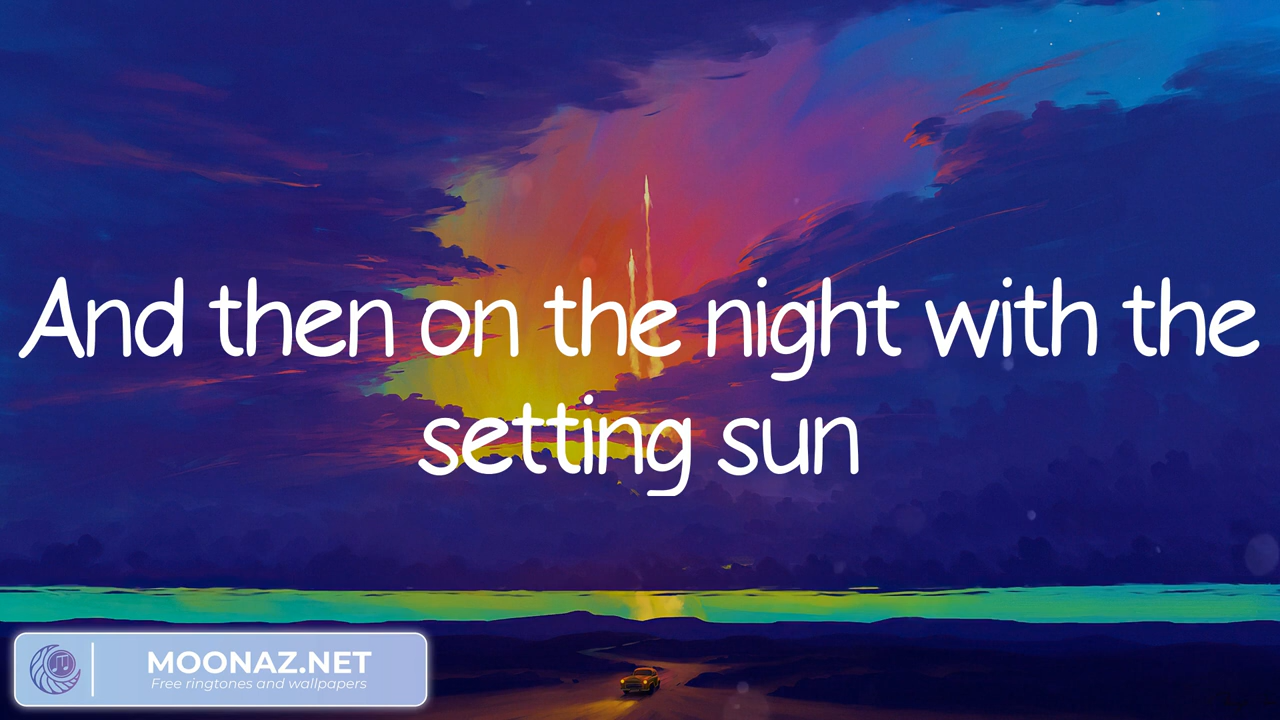 And then on the night with the
setting sun
MOONAZ.NET
Free ringtones and wallpapers